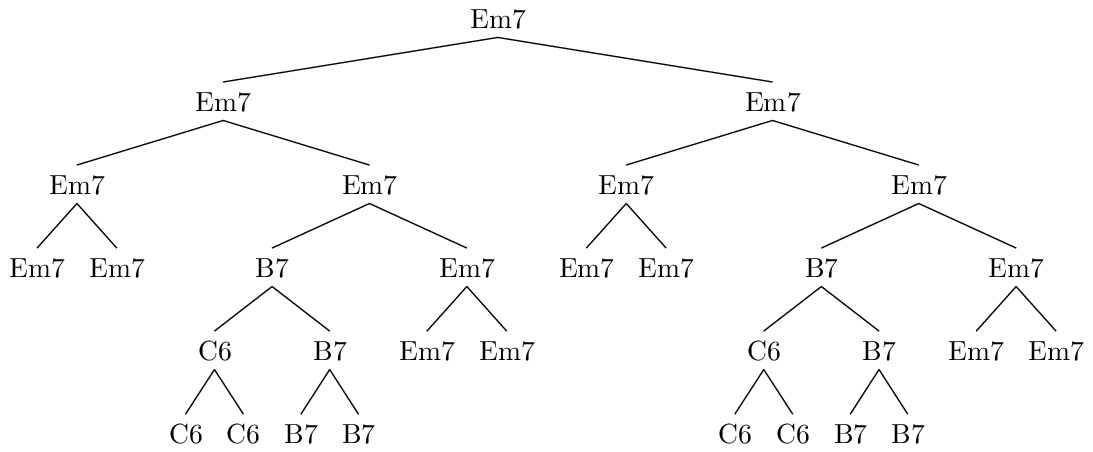 Em7
Em7 Em7
Em7 Em7 Em7 Em7
Em7 Em7 B7 Em7 Em7 Em7 B7 Em7
C6 B7 Em7 Em7 C6 B7 Em7 Em7
C6 C6 B7 B7 C6 C6 B7 B7